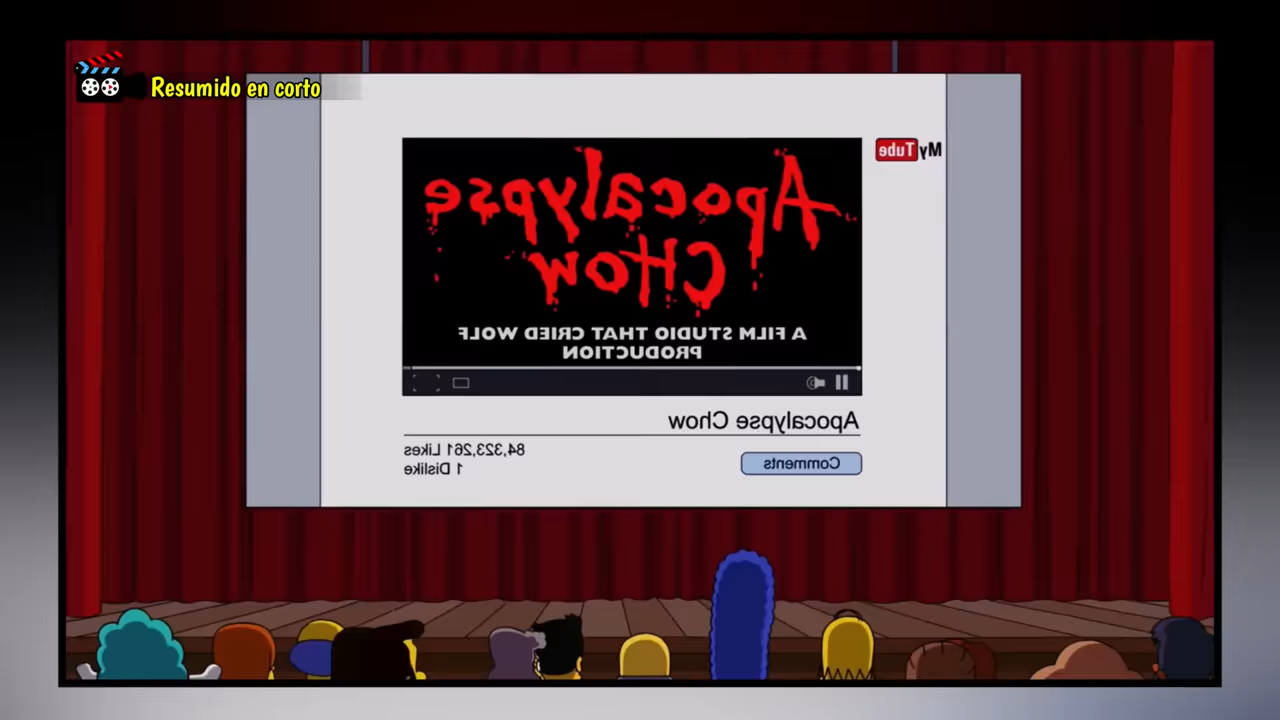 Resumido en corto
MyTube
Apocalypse
Chow
A FILM STUDIO THAT CRIED WOLF
PRODUCTION
Apocalypse Chow
84,323,261 Likes
1 Dislike
Comments